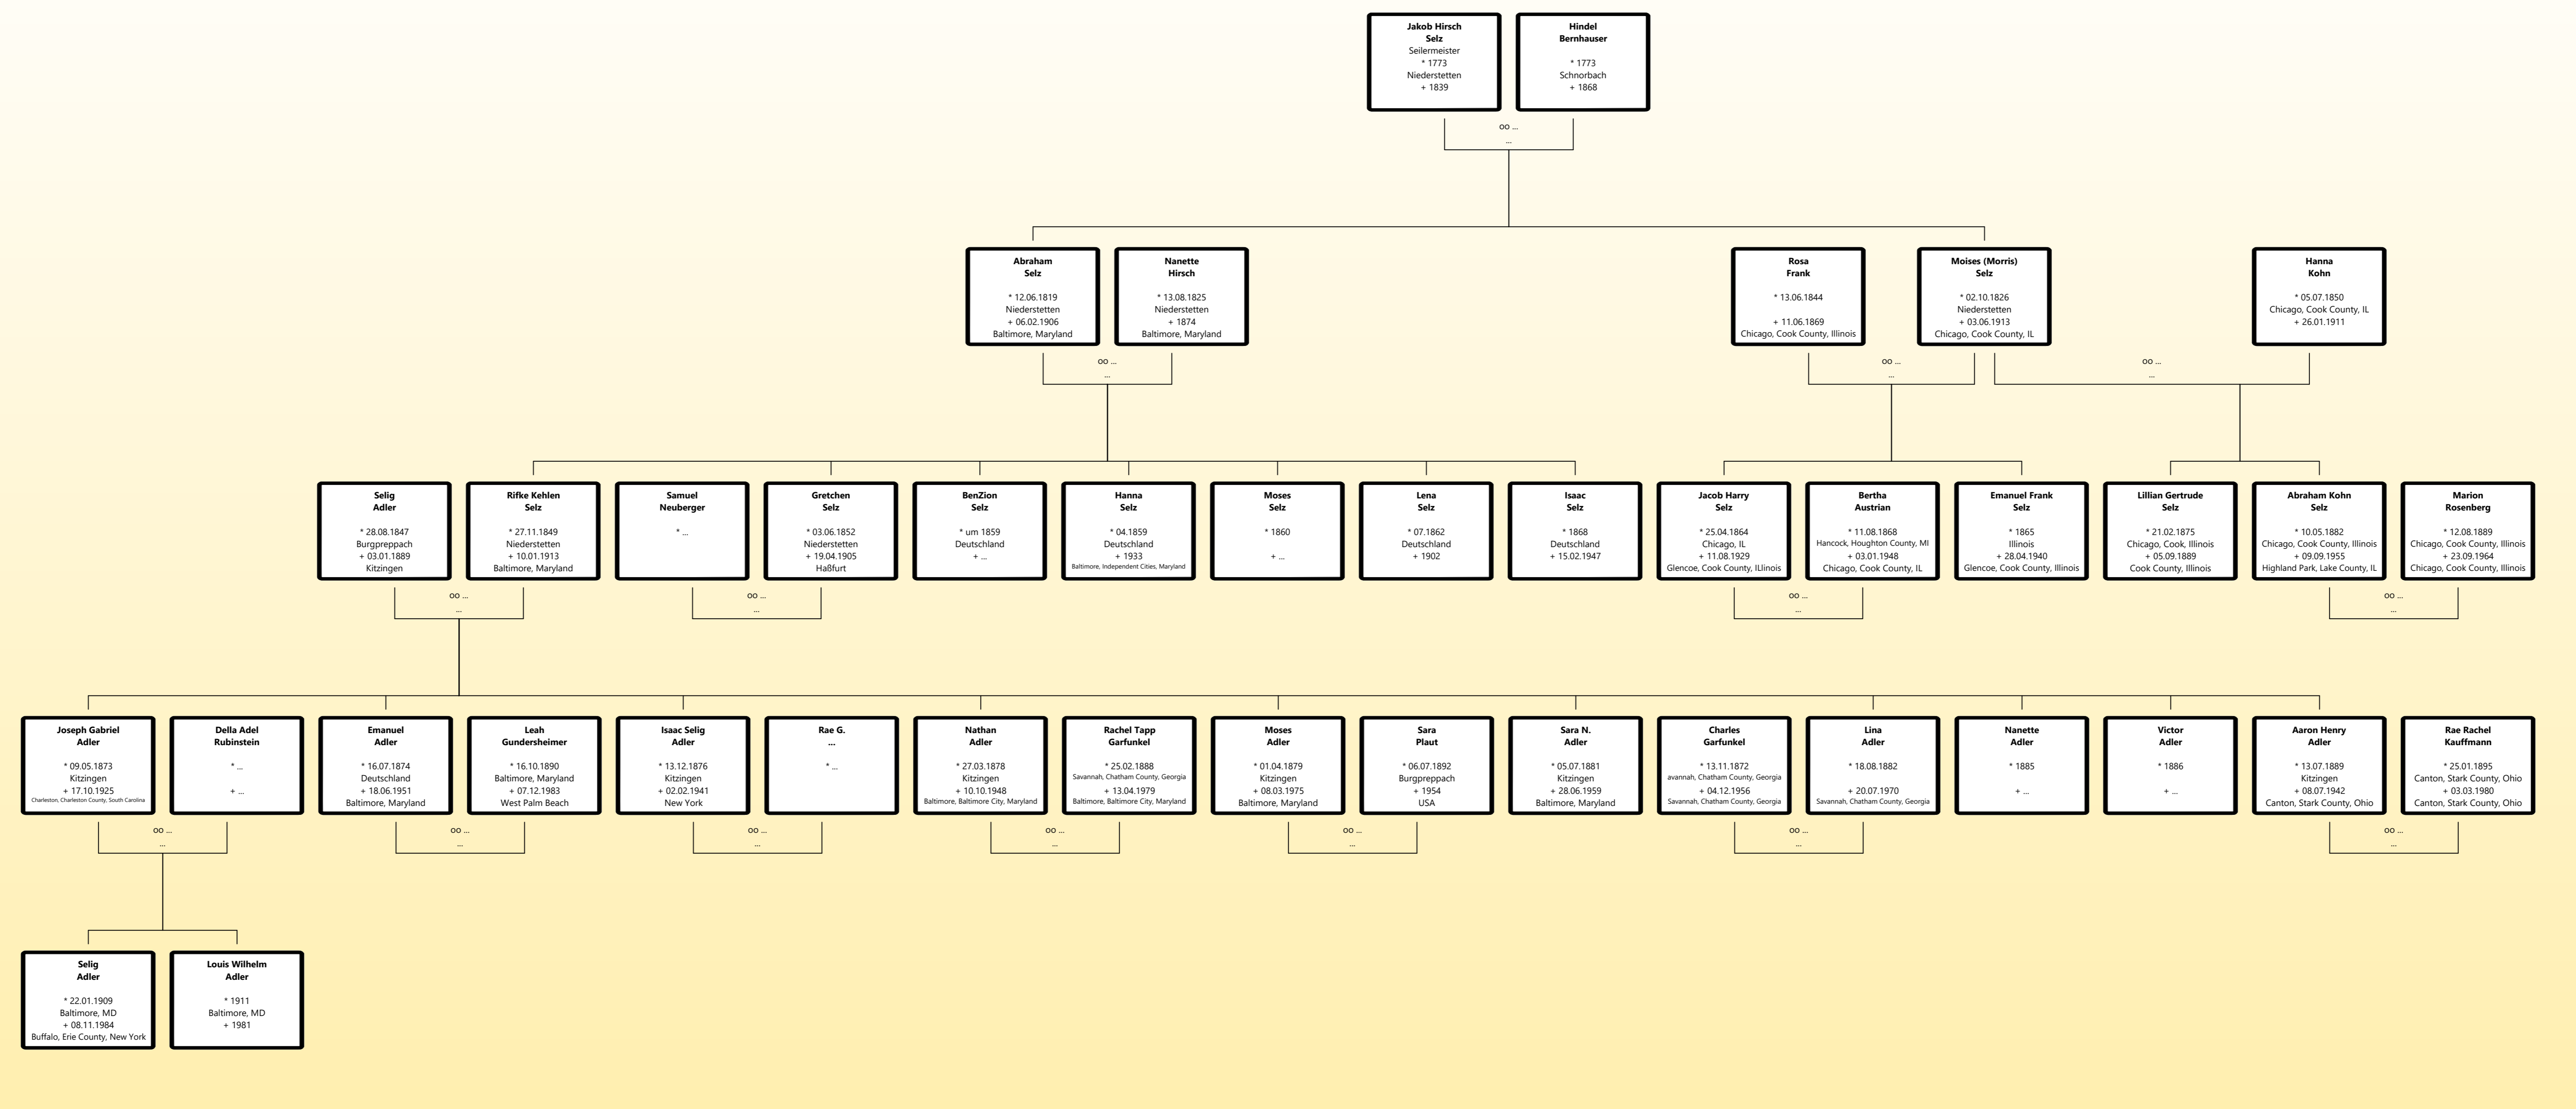 Jakob Hirsch
Selz
Seilermeister
* 1773
Niederstetten
+ 1839
Hindel
Bernhauser
* 1773
Schnorbach
+ 1868
oo ...
...
Abraham
Selz
* 12.06.1819
Niederstetten
+ 06.02.1906
Baltimore, Maryland
Nanette
Hirsch
* 13.08.1825
Niederstetten
+ 1874
Baltimore, Maryland
Rosa
Frank
* 13.06.1844
+ 11.06.1869
Chicago, Cook County, Illinois
Moises (Morris)
Selz
* 02.10.1826
Niederstetten
+ 03.06.1913
Chicago, Cook County, IL
Hanna
Kohn
* 05.07.1850
Chicago, Cook County, IL
+ 26.01.1911
oo ...
...
oo ...
...
oo ...
...
Selig
Adler
* 28.08.1847
Burgpreppach
+ 03.01.1889
Kitzingen
Rifke Kehlen
Selz
* 27.11.1849
Niederstetten
+ 10.01.1913
Baltimore, Maryland
Samuel
Neuberger
* ...
Gretchen
Selz
* 03.06.1852
Niederstetten
+ 19.04.1905
Haßfurt
BenZion
Selz
* um 1859
Deutschland
+ ...
Hanna
Selz
* 04.1859
Deutschland
+ 1933
Baltimore, Independent Cities, Maryland
Moses
Selz
* 1860
+ ...
Lena
Selz
* 07.1862
Deutschland
+ 1902
Isaac
Selz
* 1868
Deutschland
+ 15.02.1947
Jacob Harry
Selz
* 25.04.1864
Chicago, IL
+ 11.08.1929
Glencoe, Cook County, ILlinois
Bertha
Austrian
* 11.08.1868
Hancock, Houghton County, MI
+ 03.01.1948
Chicago, Cook County, IL
Emanuel Frank
Selz
* 1865
Illinois
+ 28.04.1940
Glencoe, Cook County, Illinois
Lillian Gertrude
Selz
* 21.02.1875
Chicago, Cook, Illinois
+ 05.09.1889
Cook County, Illinois
Abraham Kohn
Selz
* 10.05.1882
Chicago, Cook County, Illinois
+ 09.09.1955
Highland Park, Lake County, IL
Marion
Rosenberg
* 12.08.1889
Chicago, Cook County, Illinois
+ 23.09.1964
Chicago, Cook County, Illinois
oo ...
...
oo ...
...
oo ...
...
oo ...
...
Joseph Gabriel
Adler
* 09.05.1873
Kitzingen
+ 17.10.1925
Charleston, Charleston County, South Carolina
Della Adel
Rubinstein
* ...
+ ...
Emanuel
Adler
* 16.07.1874
Deutschland
+ 18.06.1951
Baltimore, Maryland
Leah
Gundersheimer
* 16.10.1890
Baltimore, Maryland
+ 07.12.1983
West Palm Beach
Isaac Selig
Adler
* 13.12.1876
Kitzingen
+ 02.02.1941
New York
Rae G.
...
* ...
Nathan
Adler
* 27.03.1878
Kitzingen
+ 10.10.1948
Baltimore, Baltimore City, Maryland
Rachel Tapp
Garfunkel
* 25.02.1888
Savannah, Chatham County, Georgia
+ 13.04.1979
Baltimore, Baltimore City, Maryland
Moses
Adler
* 01.04.1879
Kitzingen
+ 08.03.1975
Baltimore, Maryland
Sara
Plaut
* 06.07.1892
Burgpreppach
+ 1954
USA
Sara N.
Adler
* 05.07.1881
Kitzingen
+ 28.06.1959
Baltimore, Maryland
Charles
Garfunkel
* 13.11.1872
avannah, Chatham County, Georgia
+ 04.12.1956
Savannah, Chatham County, Georgia
Lina
Adler
* 18.08.1882
+ 20.07.1970
Savannah, Chatham County, Georgia
Nanette
Adler
* 1885
+ ...
Victor
Adler
* 1886
+ ...
Aaron Henry
Adler
* 13.07.1889
Kitzingen
+ 08.07.1942
Canton, Stark County, Ohio
Rae Rachel
Kauffmann
* 25.01.1895
Canton, Stark County, Ohio
+ 03.03.1980
Canton, Stark County, Ohio
oo ...
...
oo ...
...
oo ...
...
oo ...
...
oo ...
...
oo ...
...
oo ...
...
Selig
Adler
* 22.01.1909
Baltimore, MD
+ 08.11.1984
Buffalo, Erie County, New York
Louis Wilhelm
Adler
* 1911
Baltimore, MD
+ 1981